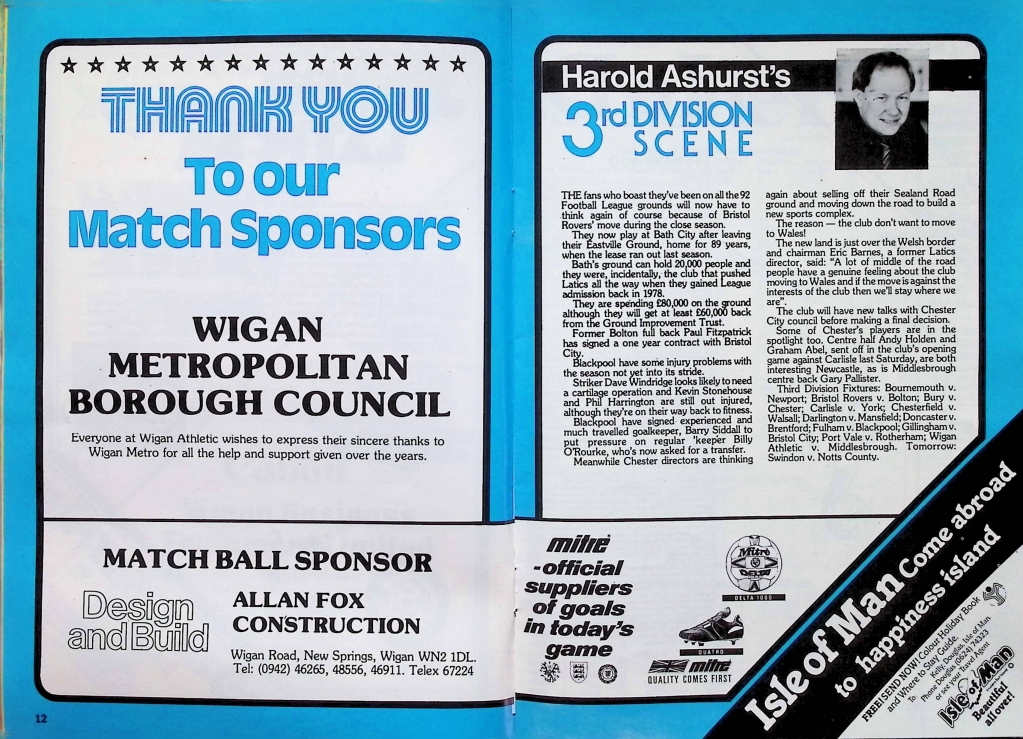 THANK YOU
To our
Match Sponsors
WIGAN
METROPOLITAN
BOROUGH COUNCIL
Everyone at Wigan Athletic wishes to express their sincere thanks to
Wigan Metro for all the help and support given over the years.
MATCH BALL SPONSOR
Design
and Build
ALLAN FOX
CONSTRUCTION
Wigan Road, New Springs, Wigan WN2 1DL.
Tel: (0942) 46265, 48556, 46911. Telex 67224
12
Harold Ashurst's
3rd DIVISION
SCENE
THE fans who boast they've been on all the 92
Football League grounds will now have to
think again of course because of Bristol
Rovers' move during the close season.
They now play at Bath City after leaving
their Eastville Ground, home for 89 years,
when the lease ran out last season.
Bath's ground can hold 20,000 people and
they were, incidentally, the club that pushed
Latics all the way when they gained League
admission back in 1978.
They are spending £80,000 on the ground
although they will get at least £60,000 back
from the Ground Improvement Trust.
Former Bolton full back Paul Fitzpatrick
has signed a one year contract with Bristol
City.
Blackpool have some injury problems with
the season not yet into its stride.
Striker Dave Windridge looks likely to need
a cartilage operation and Kevin Stonehouse
and Phil Harrington are still out injured,
although they're on their way back to fitness.
Blackpool have signed experienced and
much travelled goalkeeper, Barry Siddall to
put pressure on regular 'keeper Billy
O'Rourke, who's now asked for a transfer.
Meanwhile Chester directors are thinking
again about selling off their Sealand Road
ground and moving down the road to build a
new sports complex.
The reason — the club don't want to move
to Wales!
The new land is just over the Welsh border
and chairman Eric Barnes, a former Latics
director, said: "A lot of middle of the road
people have a genuine feeling about the club
moving to Wales and if the move is against the
interests of the club then we'll stay where we
are".
The club will have new talks with Chester
City council before making a final decision.
Some of Chester's players are in the
spotlight too. Centre half Andy Holden and
Graham Abel, sent off in the club's opening
game against Carlisle last Saturday, are both
interesting Newcastle, as is Middlesbrough
centre back Gary Pallister.
Third Division Fixtures: Bournemouth v.
Newport; Bristol Rovers v. Bolton; Bury v.
Chester; Carlisle v. York; Chesterfield v.
Walsall; Darlington v. Mansfield; Doncaster v.
Brentford; Fulham v. Blackpool; Gillingham v.
Bristol City; Port Vale v. Rotherham; Wigan
Athletic v. Middlesbrough. Tomorrow:
Swindon v. Notts County.
mitre
-official
suppliers
of goals
in today's
game
Mitre
DELTA
DELTA 1000
QUATRO
mitre
QUALITY COMES FIRST
Isle of Man Come abroad
to happiness island
FREE! SEND NOW! Colour Holiday Book
and Where to Stay Guide.
To:
Kelly, Douglas, Isle of Man.
Phone Douglas (0624) 74323
or see your Travel Agent
Isle of Man
Beautiful
all over!